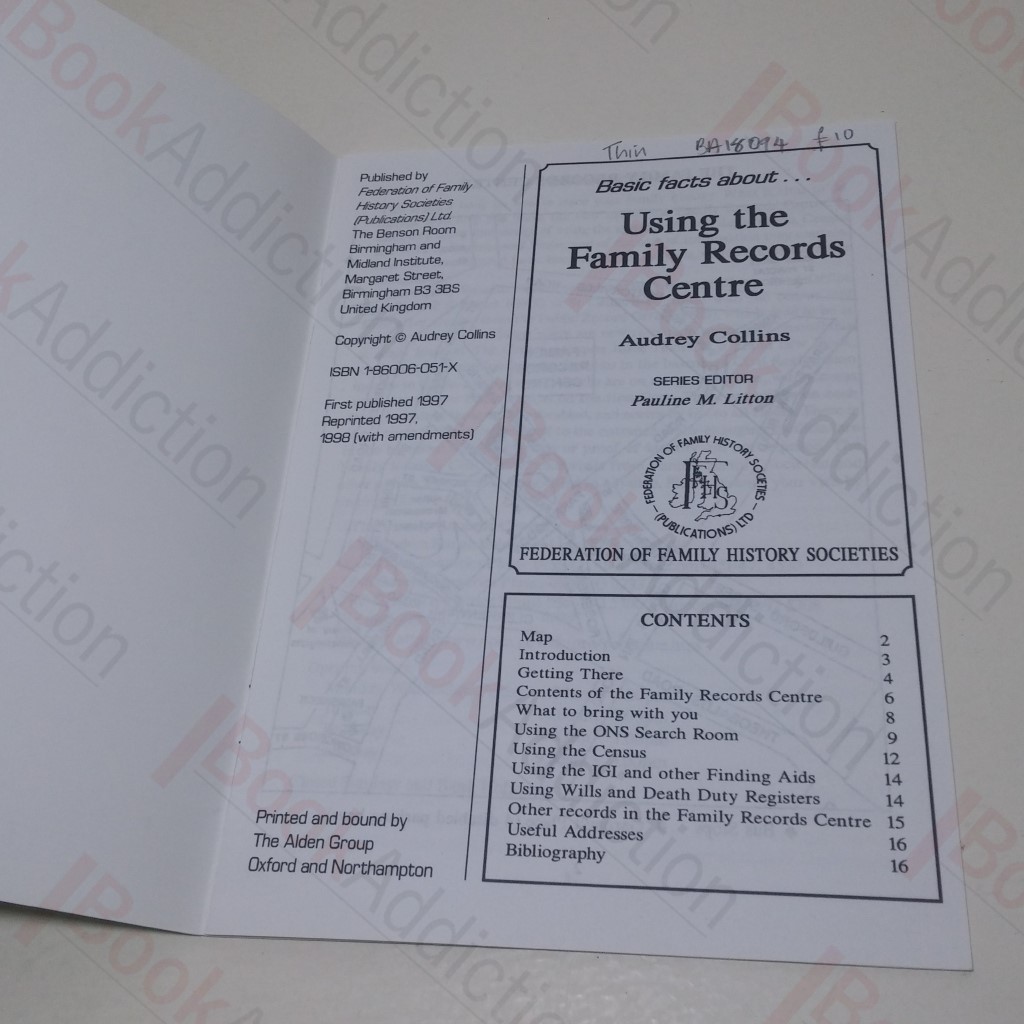 Thin BA18094 £10
Published by
Federation of Family
History Societies
(Publications) Ltd.
The Benson Room
Birmingham and
Midland Institute,
Margaret Street,
Birmingham B3 3BS
United Kingdom
Copyright © Audrey Collins
ISBN 1-86006-051-X
First published 1997
Reprinted 1997,
1998 (with amendments)
Printed and bound by
The Alden Group
Oxford and Northampton
Basic facts about . . .
Using the
Family Records
Centre
Audrey Collins
SERIES EDITOR
Pauline M. Litton
FEDERATION OF FAMILY HISTORY SOCIETIES
FFHS
(PUBLICATIONS) LTD
FEDERATION OF FAMILY HISTORY SOCIETIES
CONTENTS
Map 2
Introduction 3
Getting There 4
Contents of the Family Records Centre 6
What to bring with you 8
Using the ONS Search Room 9
Using the Census 12
Using the IGI and other Finding Aids 14
Using Wills and Death Duty Registers 14
Other records in the Family Records Centre 15
Useful Addresses 16
Bibliography 16
BookAddiction